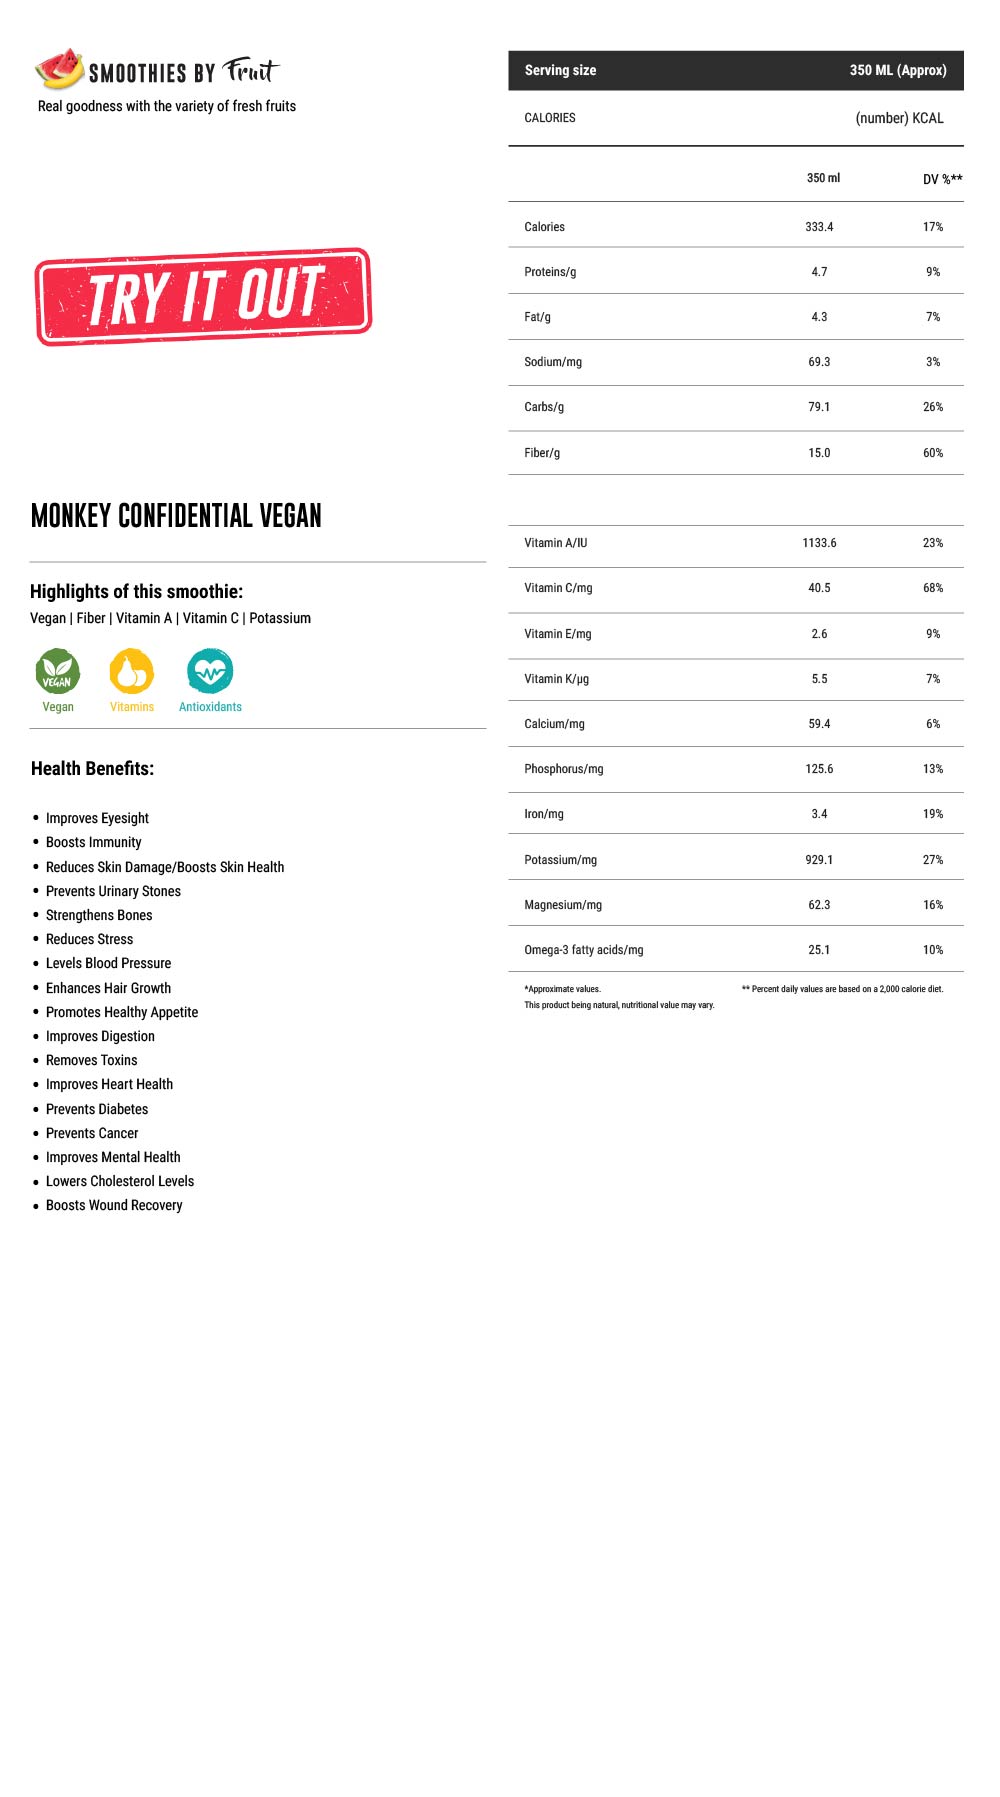 SMOOTHIES BY Fruit
Real goodness with the variety of fresh fruits
TRY IT OUT
MONKEY CONFIDENTIAL VEGAN
Highlights of this smoothie:
Vegan | Fiber | Vitamin A | Vitamin C | Potassium
VEGAN
Vegan Vitamins Antioxidants
Health Benefits:
• Improves Eyesight
• Boosts Immunity
• Reduces Skin Damage/Boosts Skin Health
• Prevents Urinary Stones
• Strengthens Bones
• Reduces Stress
• Levels Blood Pressure
• Enhances Hair Growth
• Promotes Healthy Appetite
• Improves Digestion
• Removes Toxins
• Improves Heart Health
• Prevents Diabetes
• Prevents Cancer
• Improves Mental Health
• Lowers Cholesterol Levels
• Boosts Wound Recovery
Serving size 350 ML (Approx)
CALORIES (number) KCAL
350 ml DV %**
Calories 333.4 17%
Proteins/g 4.7 9%
Fat/g 4.3 7%
Sodium/mg 69.3 3%
Carbs/g 79.1 26%
Fiber/g 15.0 60%
Vitamin A/IU 1133.6 23%
Vitamin C/mg 40.5 68%
Vitamin E/mg 2.6 9%
Vitamin K/µg 5.5 7%
Calcium/mg 59.4 6%
Phosphorus/mg 125.6 13%
Iron/mg 3.4 19%
Potassium/mg 929.1 27%
Magnesium/mg 62.3 16%
Omega-3 fatty acids/mg 25.1 10%
*Approximate values. ** Percent daily values are based on a 2,000 calorie diet.
This product being natural, nutritional value may vary.